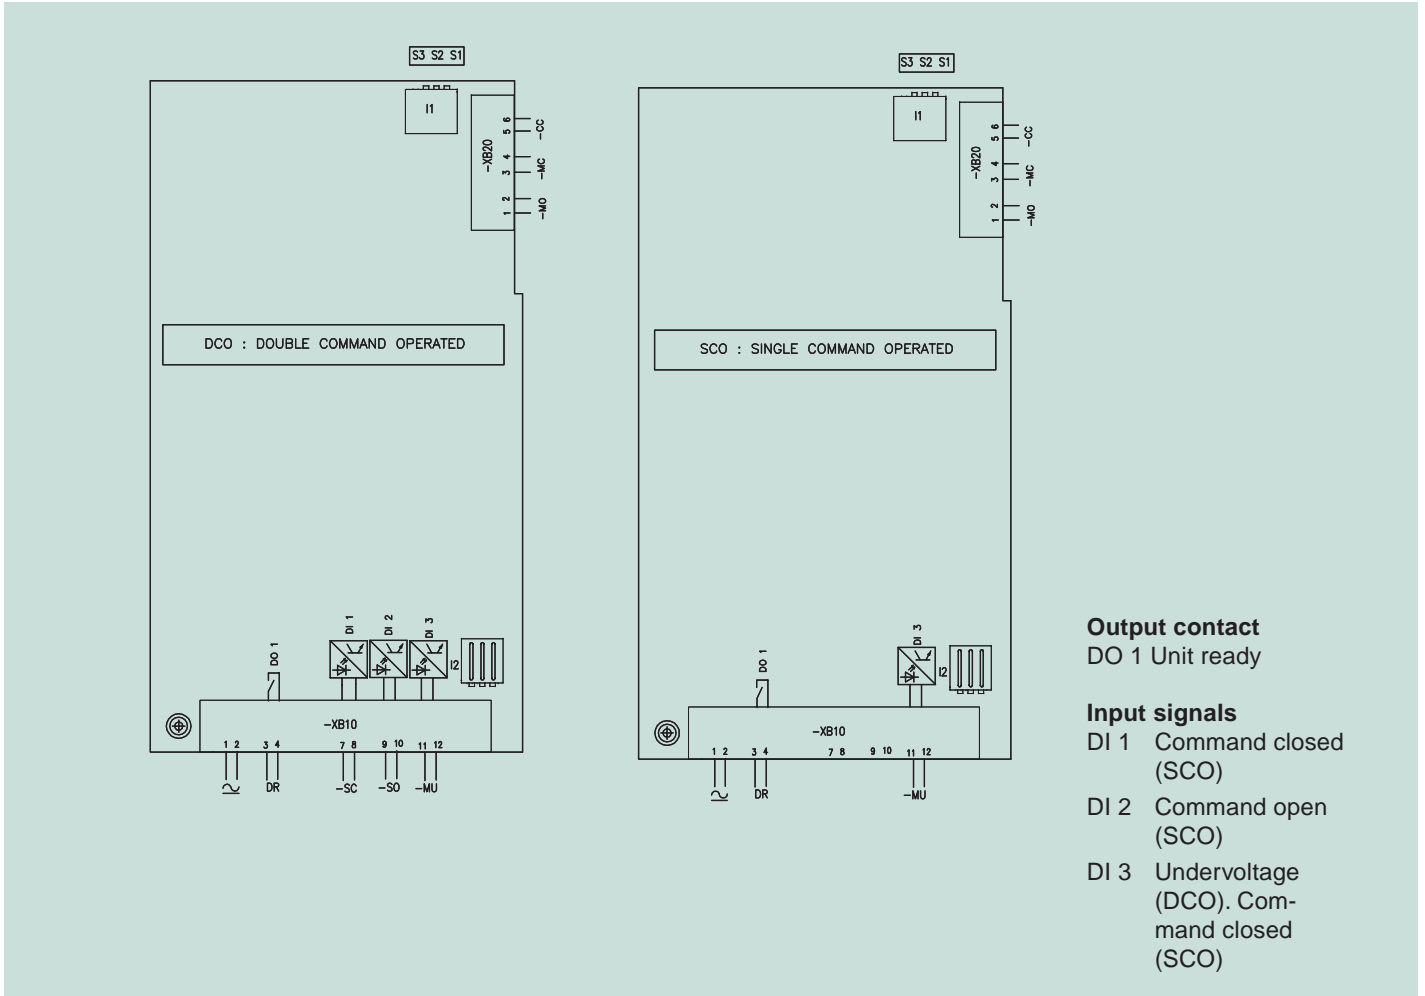 S3 S2 S1
I1
-XB20
6
5
4
3
2
1
-CC
-MC
-MO
DCO : DOUBLE COMMAND OPERATED
DO 1
DI 1
DI 2
DI 3
I2
-XB10
1 2 3 4 7 8 9 10 11 12
DR -SC -SO -MU
S3 S2 S1
I1
-XB20
6
5
4
3
2
1
-CC
-MC
-MO
SCO : SINGLE COMMAND OPERATED
DO 1
DI 3
I2
-XB10
1 2 3 4 7 8 9 10 11 12
DR -MU
Output contact
DO 1 Unit ready
Input signals
DI 1 Command closed
(SCO)
DI 2 Command open
(SCO)
DI 3 Undervoltage
(DCO). Com-
mand closed
(SCO)